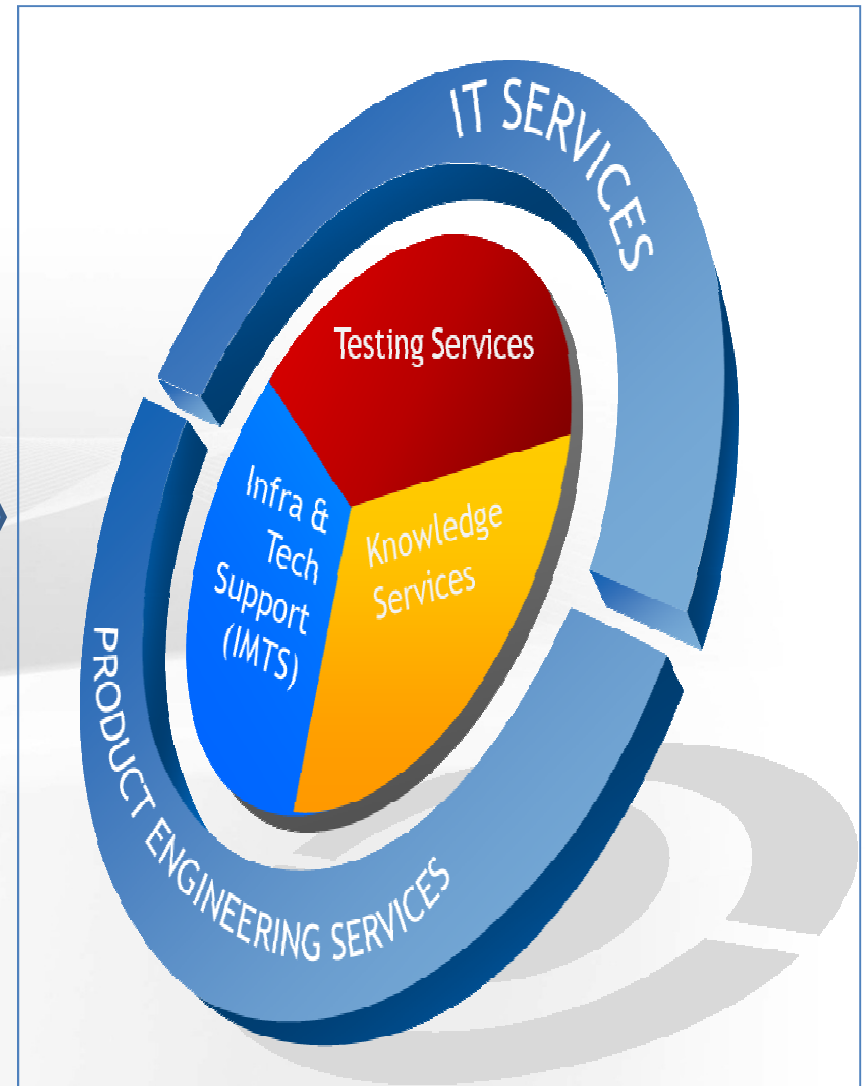 IT SERVICES
Testing Services
Infra &
Tech
Support
(IMTS)
Knowledge
Services
PRODUCT ENGINEERING SERVICES